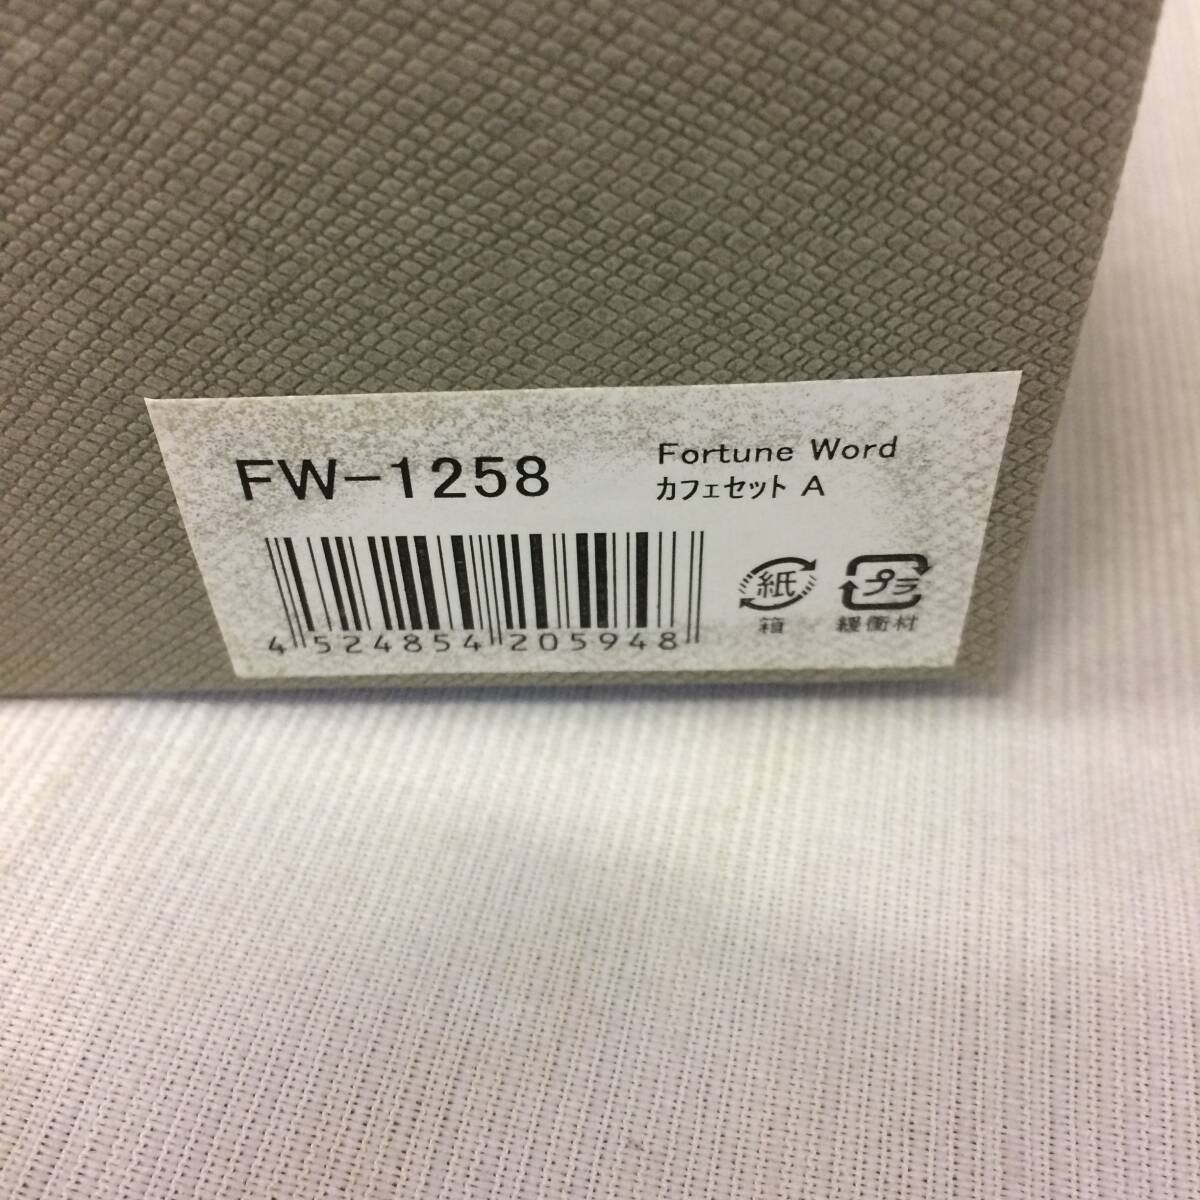 FW-1258
Fortune Word
カフェセット A
紙
箱
プラ
緩衝材
4 524854 205948